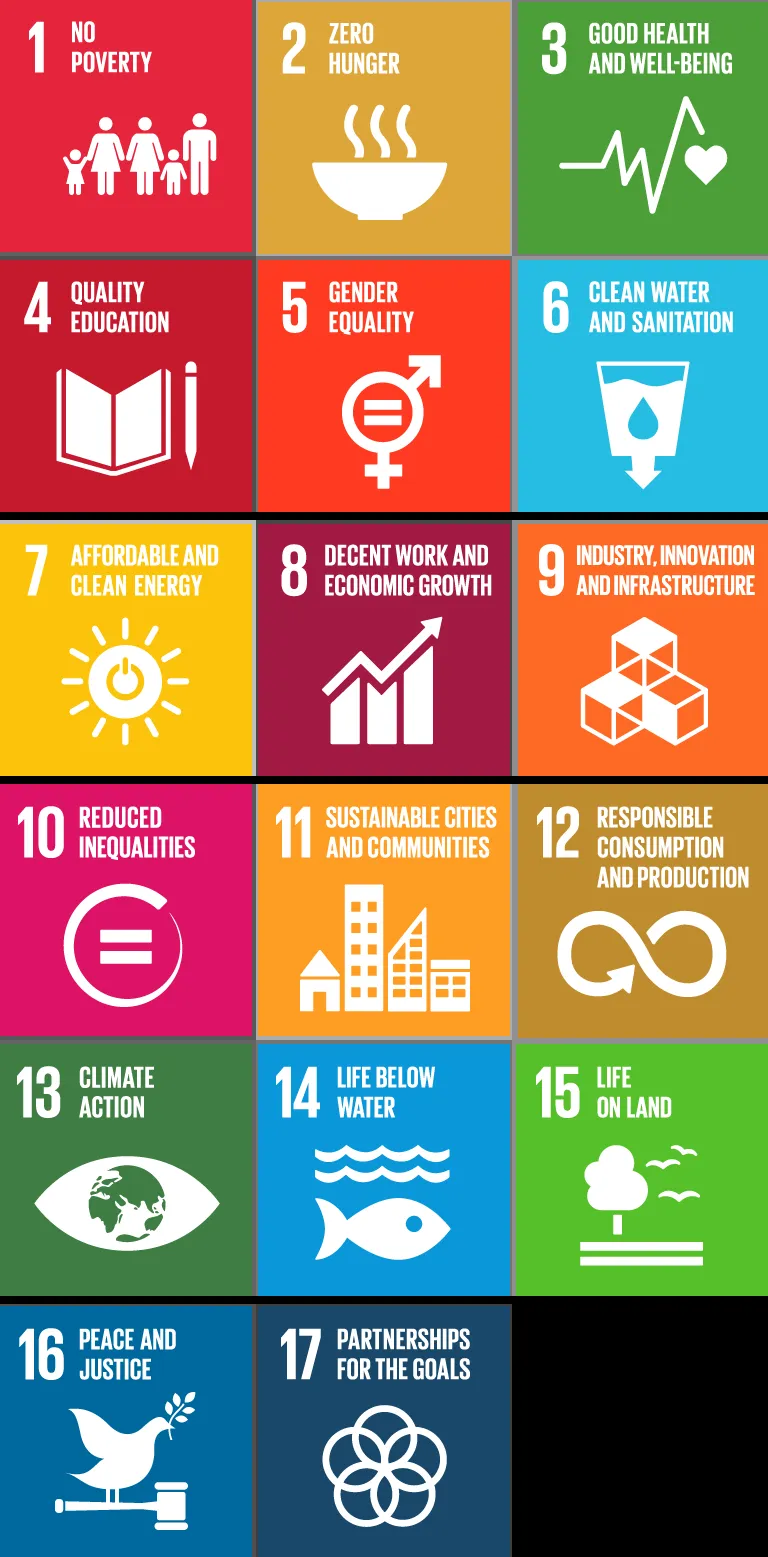 1 NO
POVERTY
2 ZERO
HUNGER
3 GOOD HEALTH
AND WELL-BEING
4 QUALITY
EDUCATION
5 GENDER
EQUALITY
6 CLEAN WATER
AND SANITATION
7 AFFORDABLE AND
CLEAN ENERGY
8 DECENT WORK AND
ECONOMIC GROWTH
9 INDUSTRY, INNOVATION
AND INFRASTRUCTURE
10 REDUCED
INEQUALITIES
11 SUSTAINABLE CITIES
AND COMMUNITIES
12 RESPONSIBLE
CONSUMPTION
AND PRODUCTION
13 CLIMATE
ACTION
14 LIFE BELOW
WATER
15 LIFE
ON LAND
16 PEACE AND
JUSTICE
17 PARTNERSHIPS
FOR THE GOALS